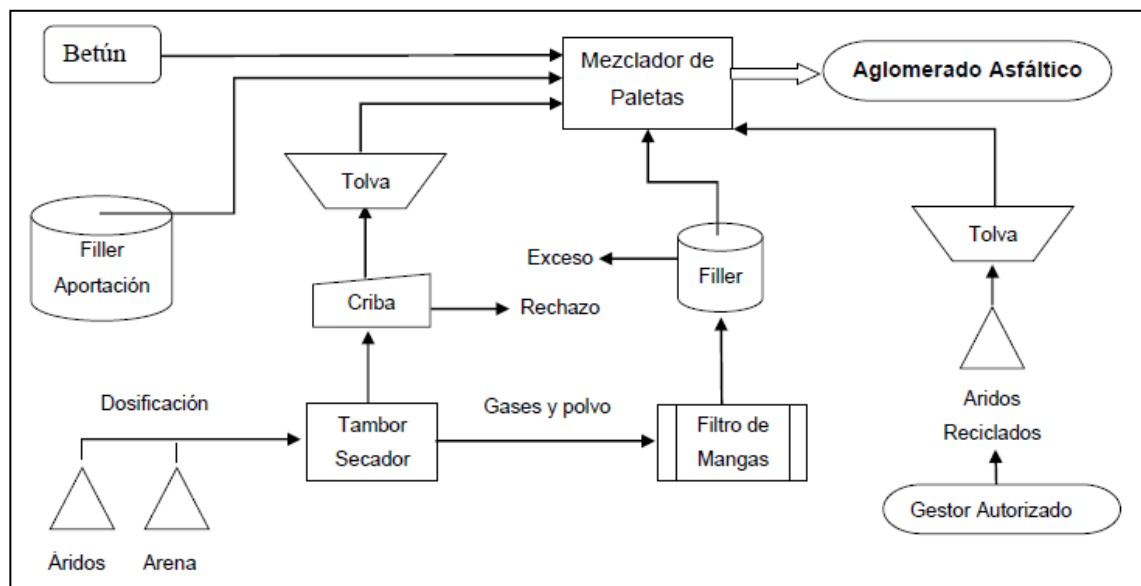 Betún
Mezclador de
Paletas
Aglomerado Asfáltico
Tolva
Filler
Aportación
Exceso
Filler
Tolva
Criba
Rechazo
Dosificación
Tambor
Secador
Gases y polvo
Filtro de
Mangas
Aridos
Reciclados
Gestor Autorizado
Áridos
Arena